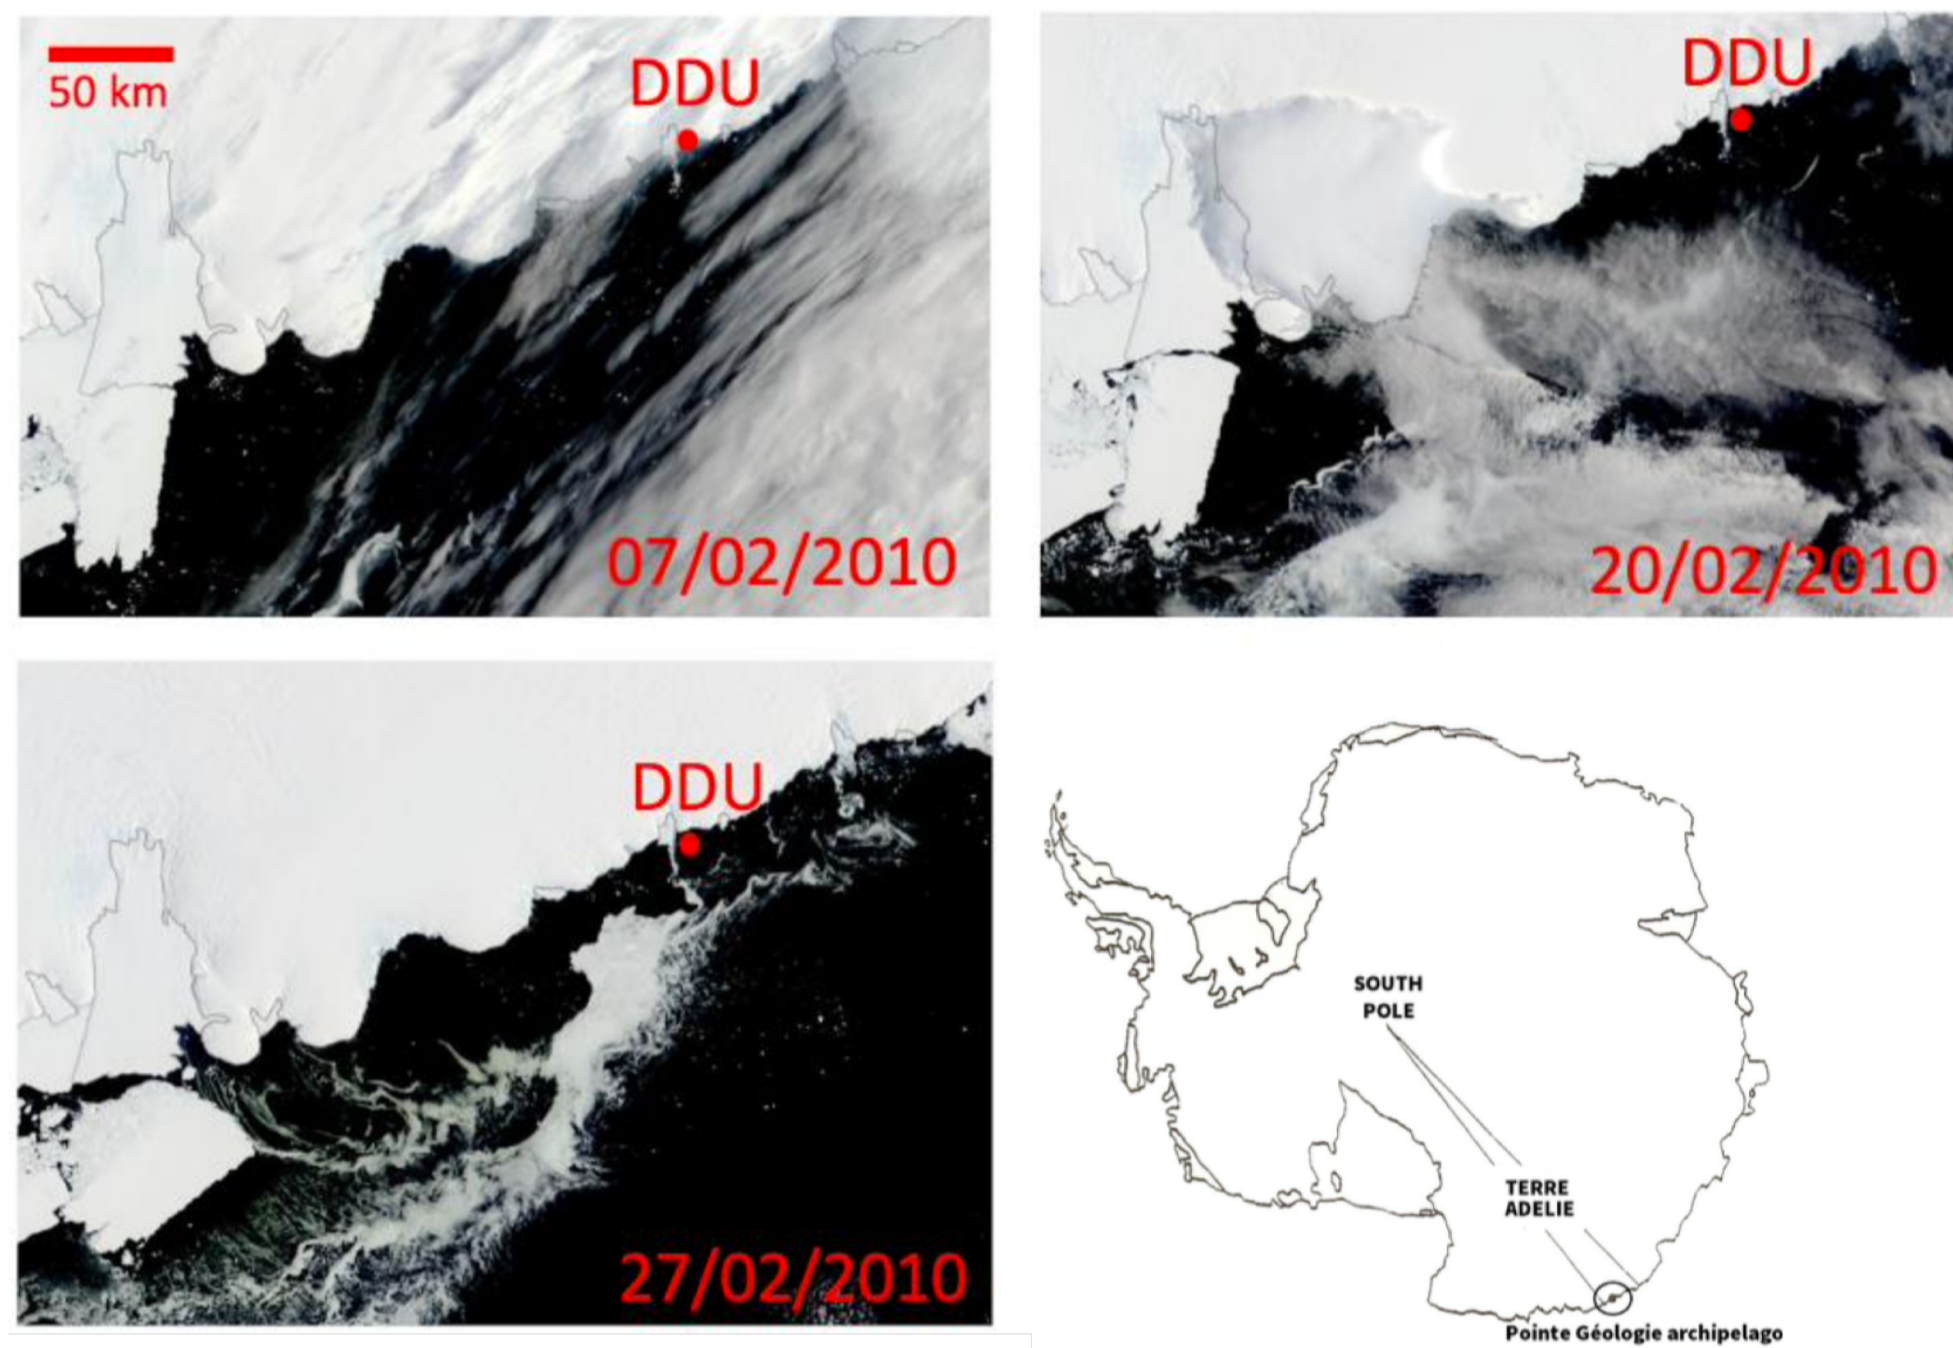 DDU
50 km
07/02/2010
DDU
20/02/2010
DDU
27/02/2010
SOUTH
POLE
TERRE
ADELIE
Pointe Géologie archipelago